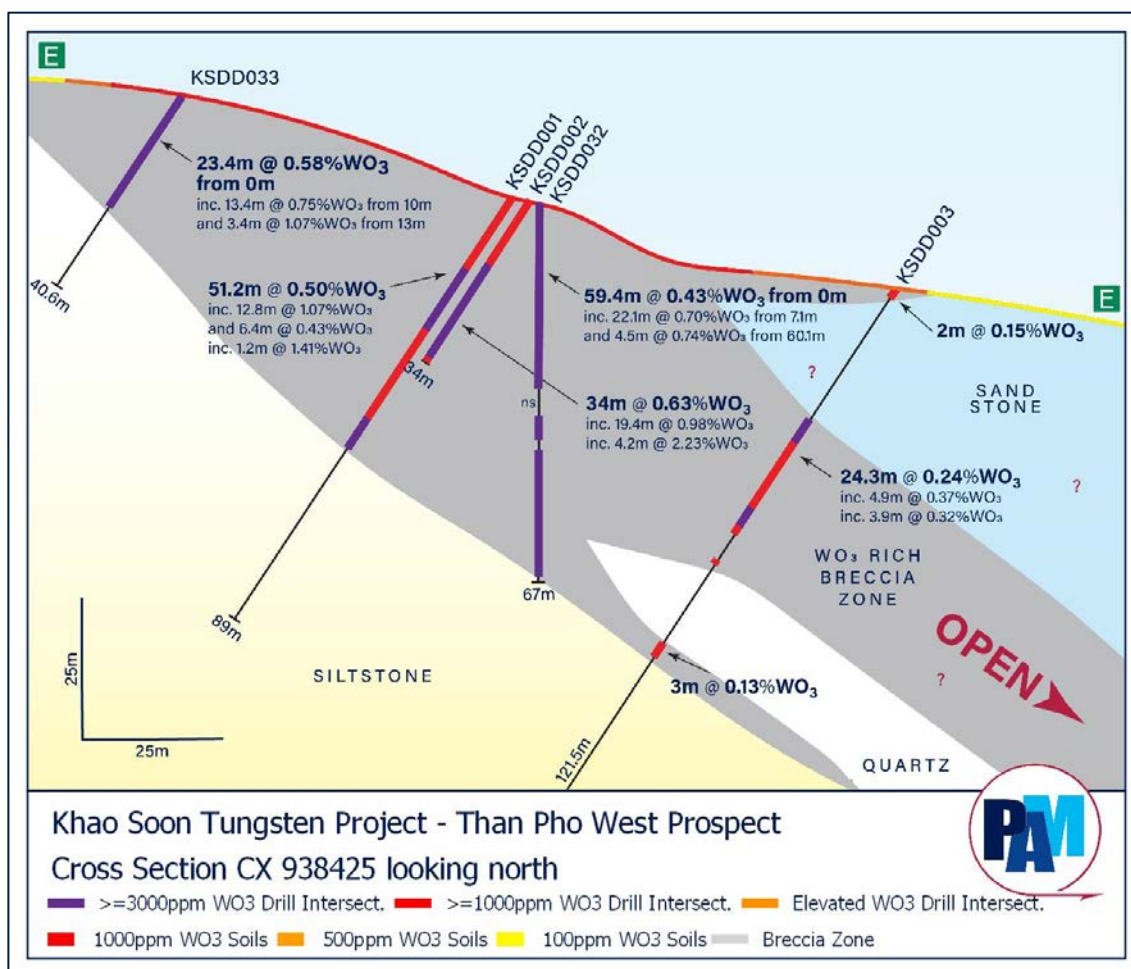 E
KSDD033
KSDD001
KSDD002
KSDD032
KSDD003
E
23.4m @ 0.58%WO₃
from 0m
inc. 13.4m @ 0.75%WO₃ from 10m
and 3.4m @ 1.07%WO₃ from 13m
40.6m
51.2m @ 0.50%WO₃
inc. 12.8m @ 1.07%WO₃
and 6.4m @ 0.43%WO₃
inc. 1.2m @ 1.41%WO₃
59.4m @ 0.43%WO₃ from 0m
inc. 22.1m @ 0.70%WO₃ from 7.1m
and 4.5m @ 0.74%WO₃ from 60.1m
2m @ 0.15%WO₃
34m
ns
?
SAND
STONE
34m @ 0.63%WO₃
inc. 19.4m @ 0.98%WO₃
inc. 4.2m @ 2.23%WO₃
24.3m @ 0.24%WO₃
inc. 4.9m @ 0.37%WO₃
inc. 3.9m @ 0.32%WO₃
?
WO₃ RICH
BRECCIA
ZONE
67m
89m
OPEN
?
25m
25m
SILTSTONE
3m @ 0.13%WO₃
121.5m
QUARTZ
Khao Soon Tungsten Project - Than Pho West Prospect
Cross Section CX 938425 looking north
PAM
>=3000ppm WO3 Drill Intersect. >=1000ppm WO3 Drill Intersect. Elevated WO3 Drill Intersect.
1000ppm WO3 Soils 500ppm WO3 Soils 100ppm WO3 Soils Breccia Zone